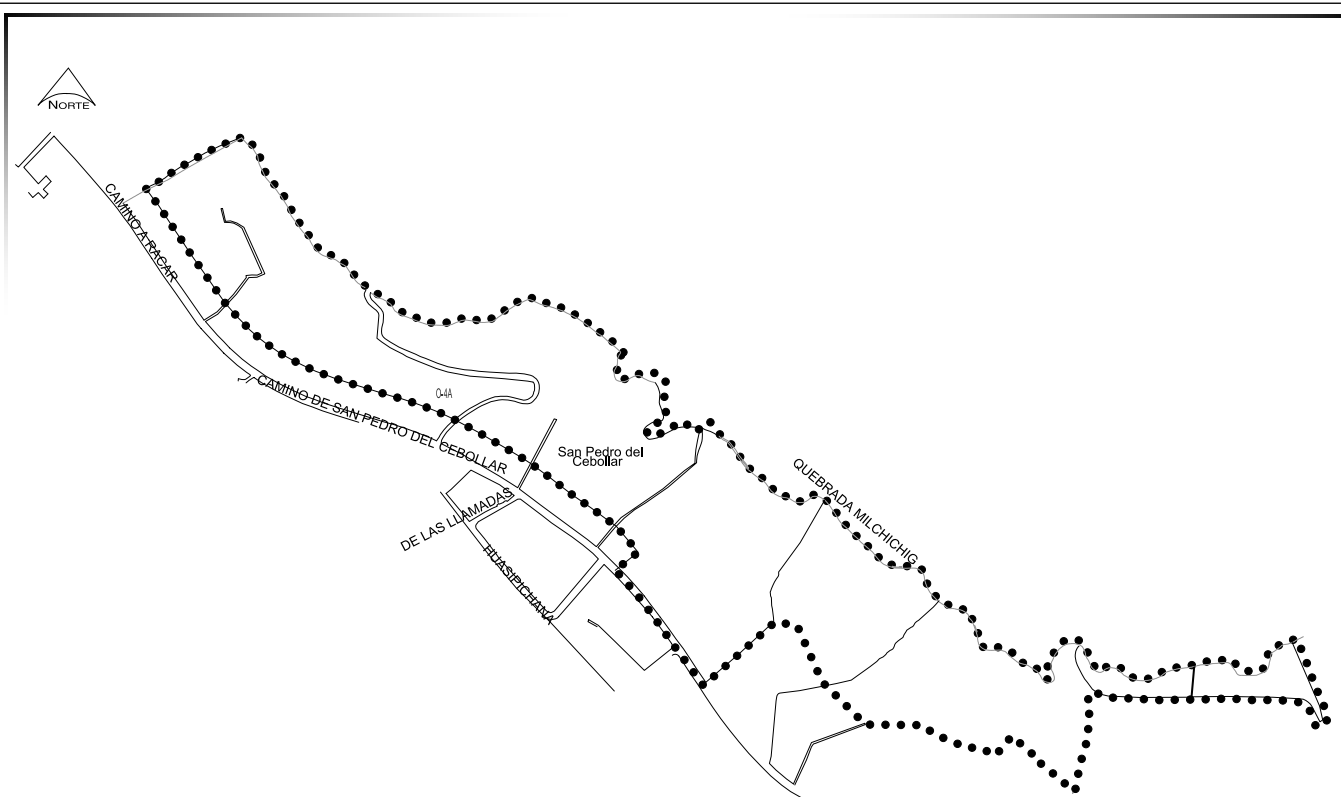 NORTE
CAMINO A RACAR
CAMINO DE SAN PEDRO DEL CEBOLLAR
O-4A
San Pedro del
Cebollar
QUEBRADA MILCHICHIG
DE LAS LLAMADAS
HUASIPICHANA